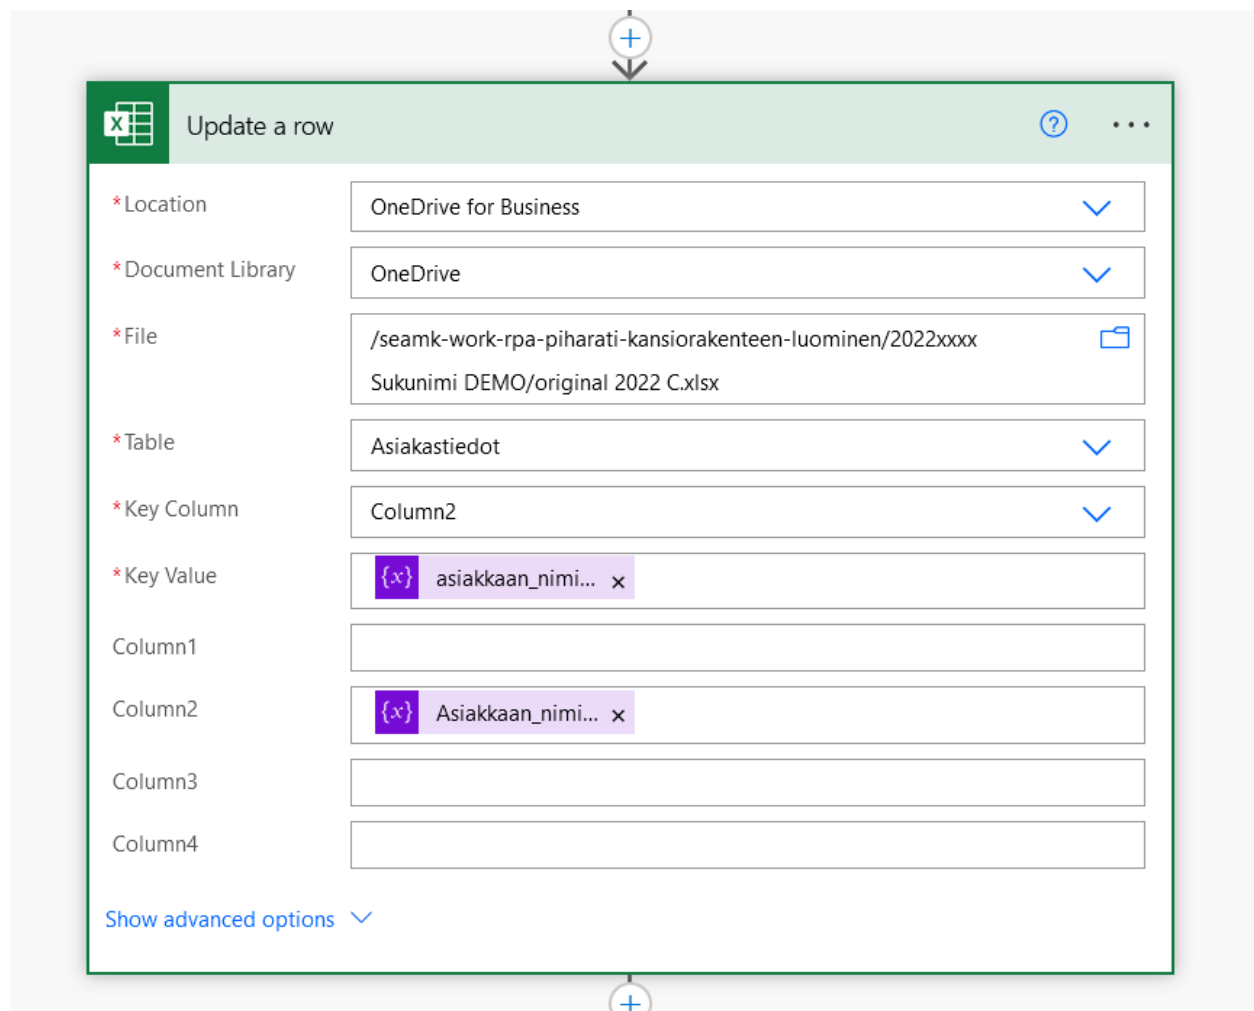 Update a row
*Location
OneDrive for Business
*Document Library
OneDrive
*File
/seamk-work-rpa-piharati-kansiorakenteen-luominen/2022xxxx
Sukunimi DEMO/original 2022 C.xlsx
*Table
Asiakastiedot
*Key Column
Column2
*Key Value
{x} asiakkaan_nimi... ×
Column1
Column2
{x} Asiakkaan_nimi... ×
Column3
Column4
Show advanced options